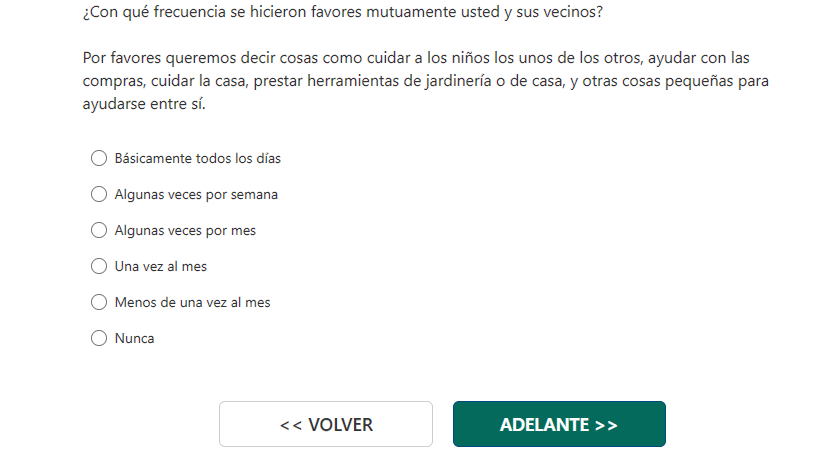 ¿Con qué frecuencia se hicieron favores mutuamente usted y sus vecinos?
Por favores queremos decir cosas como cuidar a los niños los unos de los otros, ayudar con las
compras, cuidar la casa, prestar herramientas de jardinería o de casa, y otras cosas pequeñas para
ayudarse entre sí.
Básicamente todos los días
Algunas veces por semana
Algunas veces por mes
Una vez al mes
Menos de una vez al mes
Nunca
<< VOLVER
ADELANTE >>